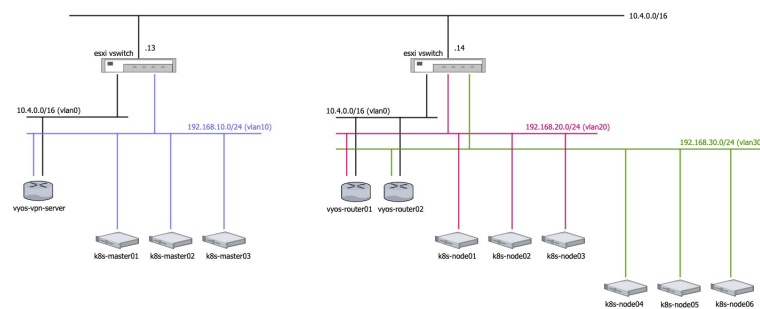 10.4.0.0/16
esxi vswitch
.13
esxi vswitch
.14
10.4.0.0/16 (vlan0)
10.4.0.0/16 (vlan0)
192.168.10.0/24 (vlan10)
192.168.20.0/24 (vlan20)
192.168.30.0/24 (vlan30
vyos-vpn-server
vyos-router01
vyos-router02
k8s-master01
k8s-master02
k8s-master03
k8s-node01
k8s-node02
k8s-node03
k8s-node04
k8s-node05
k8s-node06